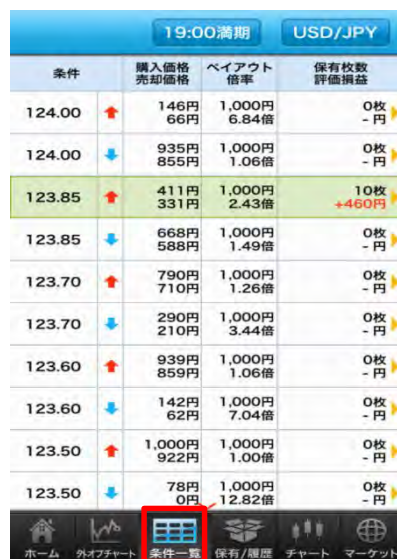 19:00満期 USD/JPY
条件 購入価格 ペイアウト 保有枚数
売却価格 倍率 評価損益
124.00 146円 1,000円 0枚
66円 6.84倍 - 円
124.00 935円 1,000円 0枚
855円 1.06倍 - 円
123.85 411円 1,000円 10枚
331円 2.43倍 +460円
123.85 668円 1,000円 0枚
588円 1.49倍 - 円
123.70 790円 1,000円 0枚
710円 1.26倍 - 円
123.70 290円 1,000円 0枚
210円 3.44倍 - 円
123.60 939円 1,000円 0枚
859円 1.06倍 - 円
123.60 142円 1,000円 0枚
62円 7.04倍 - 円
123.50 1,000円 1,000円 0枚
922円 1.00倍 - 円
123.50 78円 1,000円 0枚
0円 12.82倍 - 円
ホーム 外オプチャート 条件一覧 保有/履歴 チャート マーケット